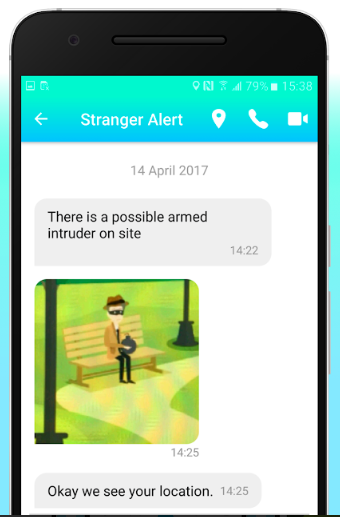 79% 15:38
Stranger Alert
14 April 2017
There is a possible armed
intruder on site
14:22
14:25
Okay we see your location. 14:25